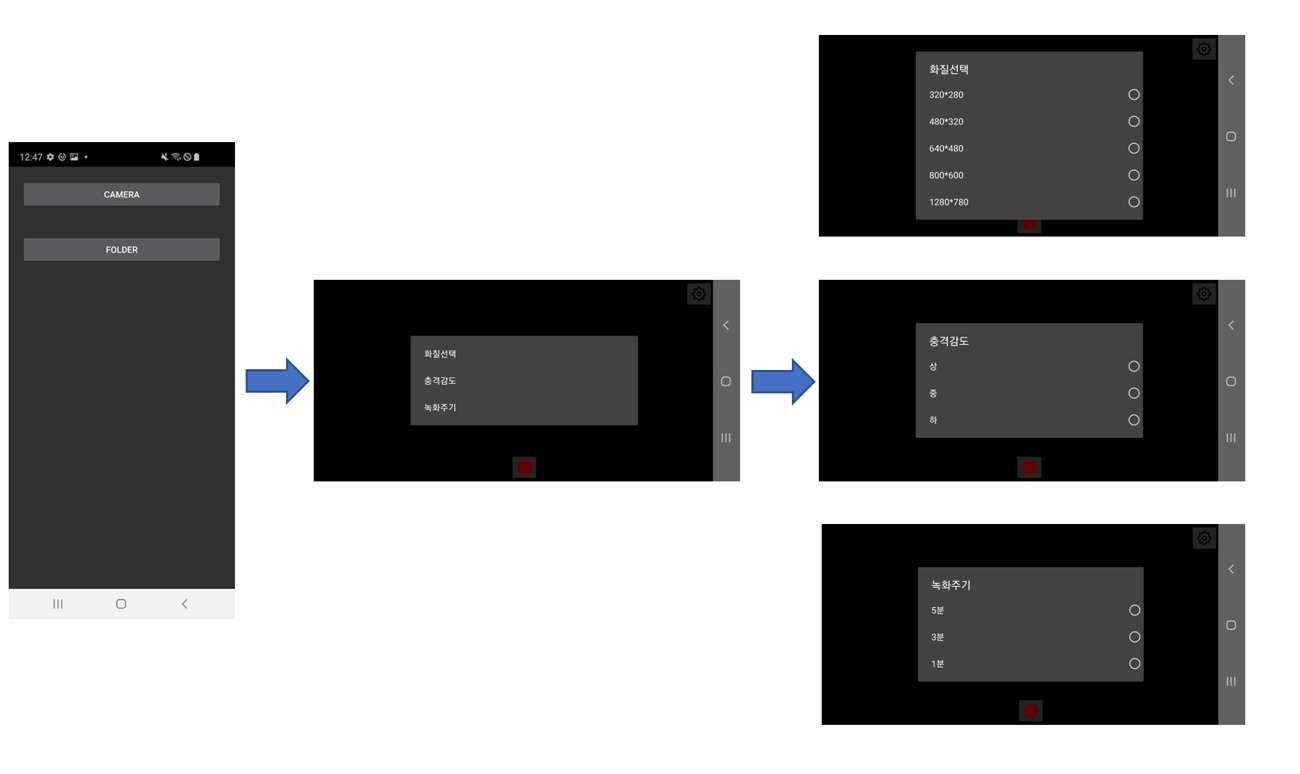 12:47
CAMERA
FOLDER
화질선택
충격감도
녹화주기
화질선택
320*280
480*320
640*480
800*600
1280*780
충격감도
상
중
하
녹화주기
5분
3분
1분